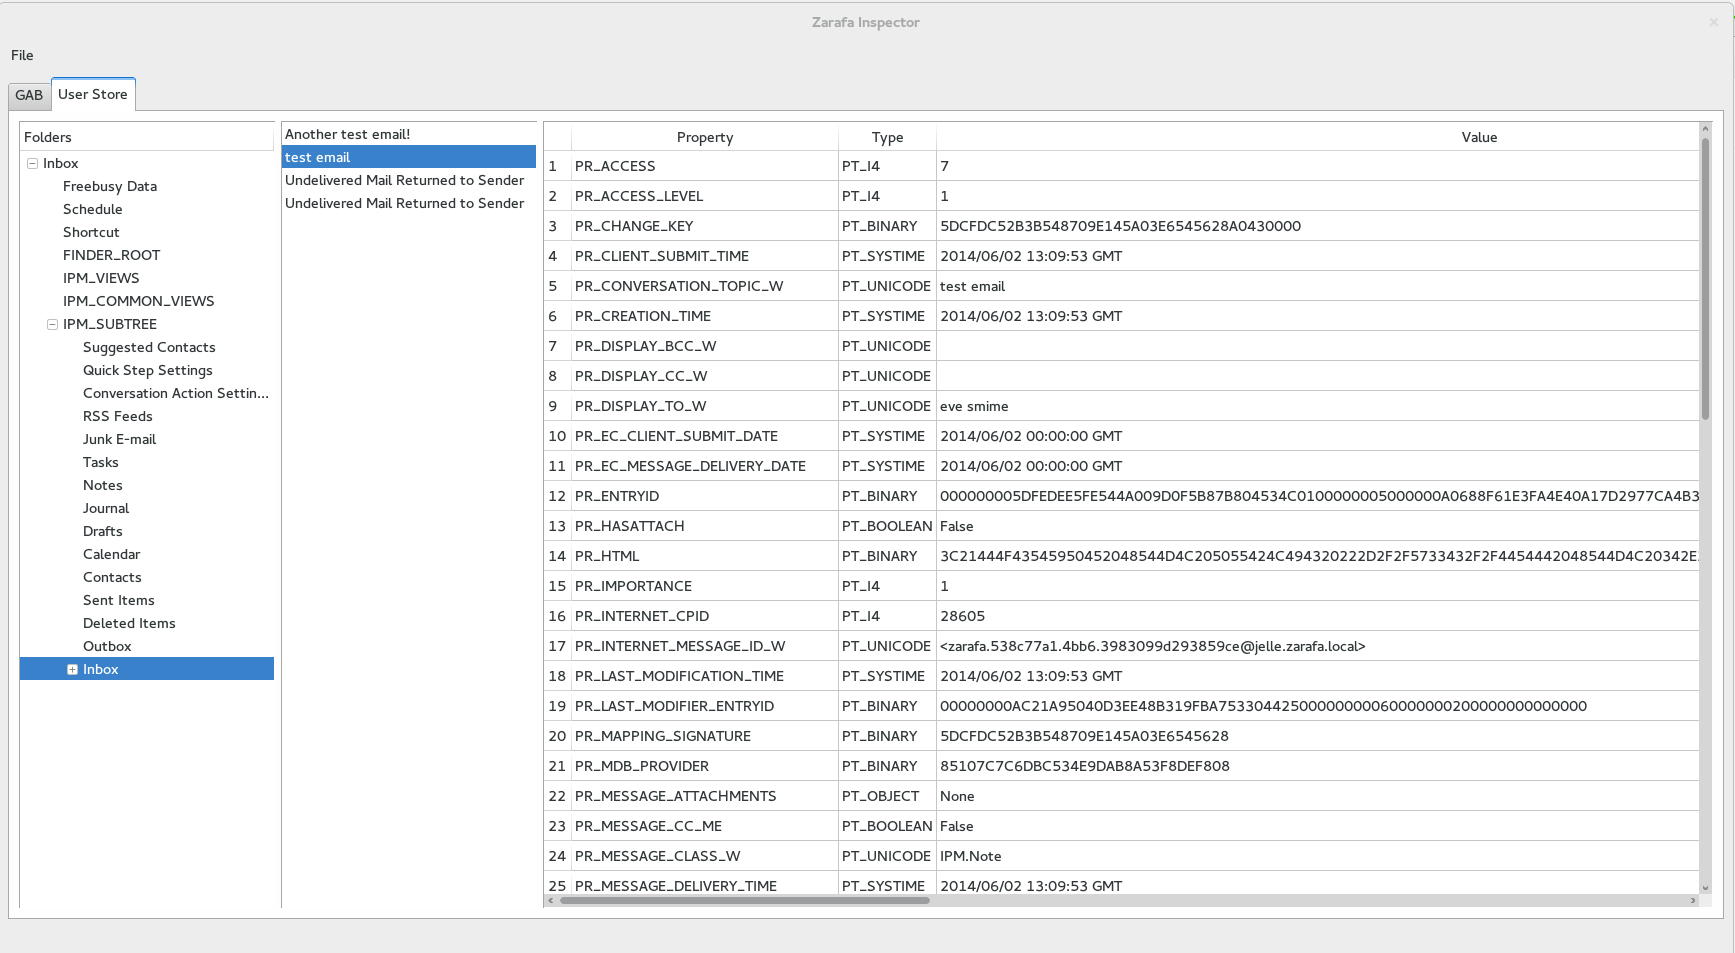 Zarafa Inspector
File
GAB
User Store
Folders
Inbox
Freebusy Data
Schedule
Shortcut
FINDER_ROOT
IPM_VIEWS
IPM_COMMON_VIEWS
IPM_SUBTREE
Suggested Contacts
Quick Step Settings
Conversation Action Settin...
RSS Feeds
Junk E-mail
Tasks
Notes
Journal
Drafts
Calendar
Contacts
Sent Items
Deleted Items
Outbox
Inbox
Another test email!
test email
Undelivered Mail Returned to Sender
Undelivered Mail Returned to Sender
Property Type Value
1 PR_ACCESS PT_I4 7
2 PR_ACCESS_LEVEL PT_I4 1
3 PR_CHANGE_KEY PT_BINARY 5DCFDC52B3B548709E145A03E6545628A0430000
4 PR_CLIENT_SUBMIT_TIME PT_SYSTIME 2014/06/02 13:09:53 GMT
5 PR_CONVERSATION_TOPIC_W PT_UNICODE test email
6 PR_CREATION_TIME PT_SYSTIME 2014/06/02 13:09:53 GMT
7 PR_DISPLAY_BCC_W PT_UNICODE
8 PR_DISPLAY_CC_W PT_UNICODE
9 PR_DISPLAY_TO_W PT_UNICODE eve smime
10 PR_EC_CLIENT_SUBMIT_DATE PT_SYSTIME 2014/06/02 00:00:00 GMT
11 PR_EC_MESSAGE_DELIVERY_DATE PT_SYSTIME 2014/06/02 00:00:00 GMT
12 PR_ENTRYID PT_BINARY 000000005DFEDEE5FE544A009D0F5B87B804534C0100000005000000A0688F61E3FA4E40A17D2977CA4B3
13 PR_HASATTACH PT_BOOLEAN False
14 PR_HTML PT_BINARY 3C21444F43545950452048544D4C205055424C494320222D2F2F5733432F2F4454442048544D4C20342E
15 PR_IMPORTANCE PT_I4 1
16 PR_INTERNET_CPID PT_I4 28605
17 PR_INTERNET_MESSAGE_ID_W PT_UNICODE <zarafa.538c77a1.4bb6.3983099d293859ce@jelle.zarafa.local>
18 PR_LAST_MODIFICATION_TIME PT_SYSTIME 2014/06/02 13:09:53 GMT
19 PR_LAST_MODIFIER_ENTRYID PT_BINARY 00000000AC21A95040D3EE48B319FBA7533044250000000006000000020000000000000​0
20 PR_MAPPING_SIGNATURE PT_BINARY 5DCFDC52B3B548709E145A03E6545628
21 PR_MDB_PROVIDER PT_BINARY 85107C7C6DBC534E9DAB8A53F8DEF808
22 PR_MESSAGE_ATTACHMENTS PT_OBJECT None
23 PR_MESSAGE_CC_ME PT_BOOLEAN False
24 PR_MESSAGE_CLASS_W PT_UNICODE IPM.Note
25 PR_MESSAGE_DELIVERY_TIME PT_SYSTIME 2014/06/02 13:09:53 GMT